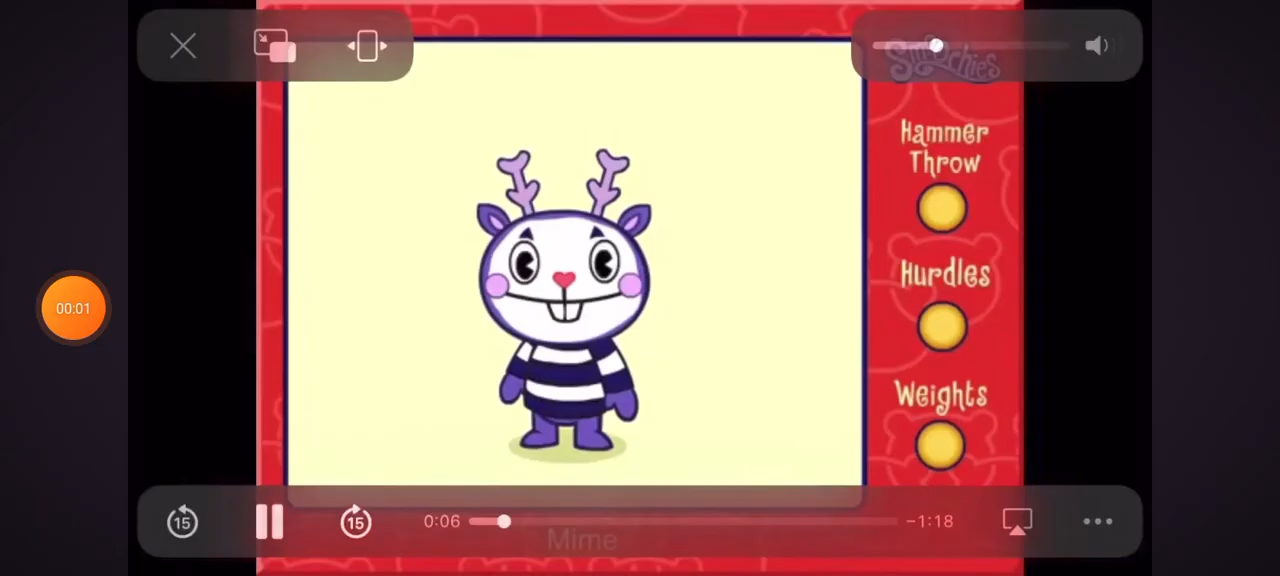 Smoochies
Hammer
Throw
Hurdles
Weights
00:01
15
15
0:06
−1:18
Mime